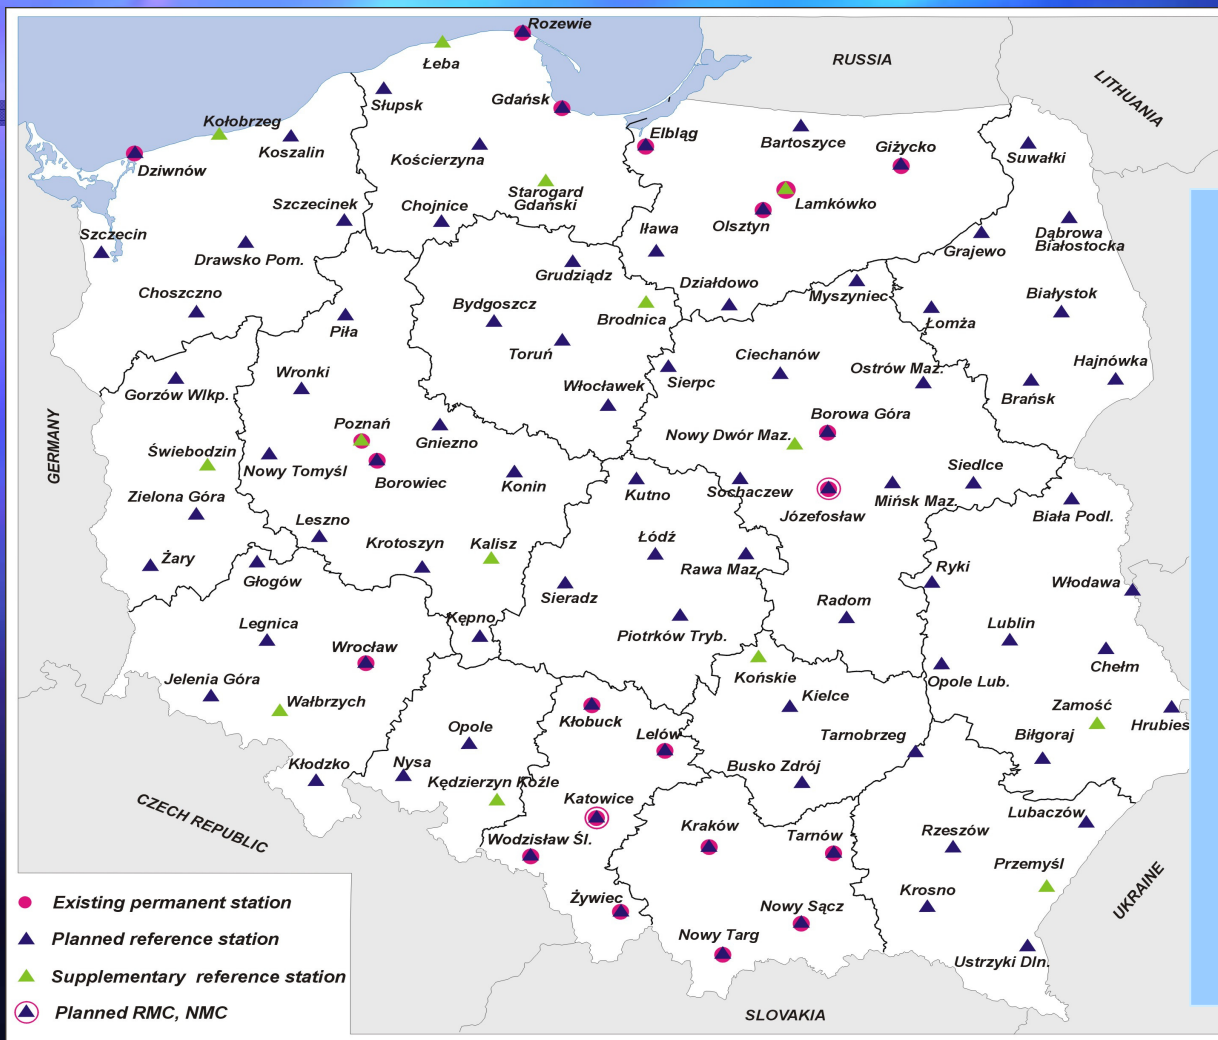 Rozewie
Łeba
RUSSIA
LITHUANIA
Słupsk
Gdańsk
Kołobrzeg
Koszalin
Elbląg
Bartoszyce
Giżycko
Suwałki
Dziwnów
Kościerzyna
Starogard
Gdański
Lamkówko
Szczecinek
Chojnice
Olsztyn
Dąbrowa
Białostocka
Szczecin
Iława
Grajewo
Drawsko Pom.
Grudziądz
Działdowo
Myszyniec
Choszczno
Bydgoszcz
Brodnica
Białystok
Piła
Łomża
Toruń
Ciechanów
Ostrów Maz.
Hajnówka
Wronki
Włocławek
Sierpc
Brańsk
Gorzów Wlkp.
GERMANY
Poznań
Gniezno
Borowa Góra
Nowy Dwór Maz.
Świebodzin
Nowy Tomyśl
Borowiec
Konin
Siedlce
Zielona Góra
Kutno
Sochaczew
Józefosław
Mińsk Maz.
Biała Podl.
Leszno
Krotoszyn
Kalisz
Łódź
Rawa Maz.
Żary
Głogów
Sieradz
Ryki
Włodawa
Radom
Legnica
Kępno
Piotrków Tryb.
Lublin
Wrocław
Chełm
Jelenia Góra
Końskie
Opole Lub.
Wałbrzych
Kielce
Zamość
Kłobuck
Hrubies
Opole
Lelów
Tarnobrzeg
Biłgoraj
Kłodzko
Nysa
Kędzierzyn Koźle
Busko Zdrój
CZECH REPUBLIC
Katowice
Lubaczów
Wodzisław Śl.
Kraków
Tarnów
Rzeszów
Przemyśl
UKRAINE
Żywiec
Nowy Sącz
Krosno
Nowy Targ
Ustrzyki Dln.
SLOVAKIA
Existing permanent station
Planned reference station
Supplementary reference station
Planned RMC, NMC